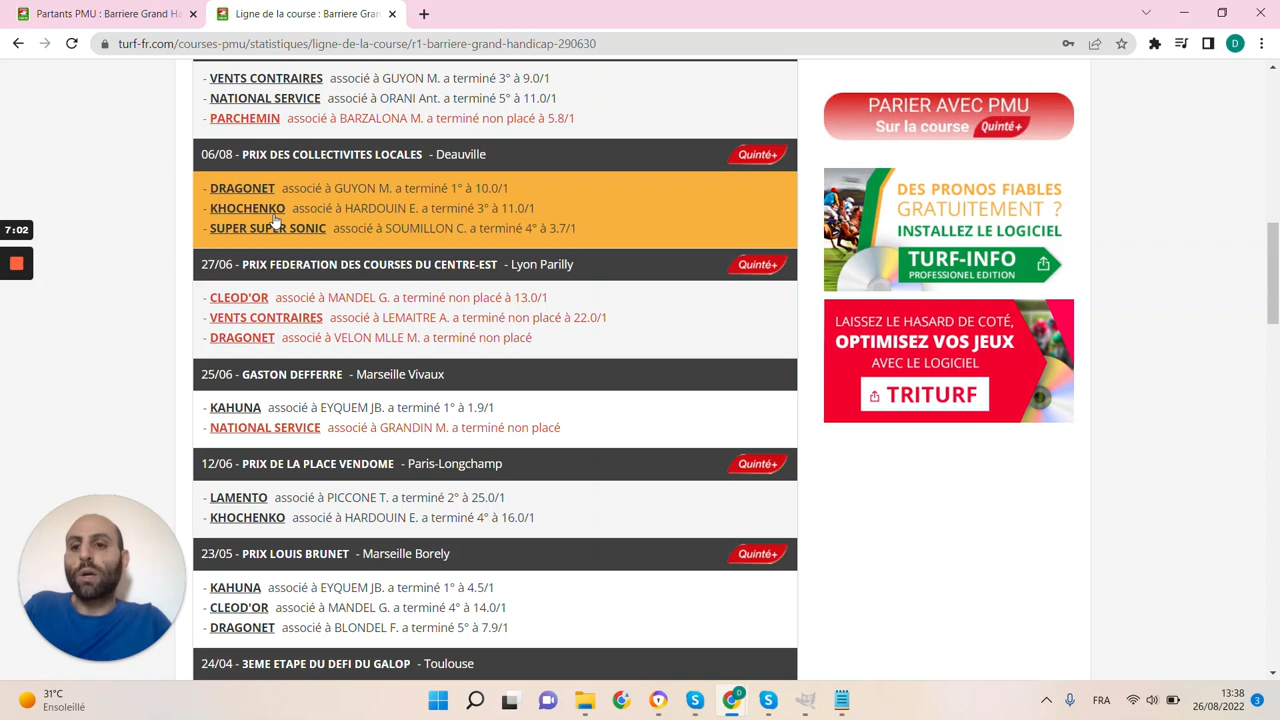 Partants PMU : Barriere Grand Ha
Ligne de la course : Barriere Gran
turf-fr.com/courses-pmu/statistiques/ligne-de-la-course/r1-barriere-grand-handicap-290630
D
- VENTS CONTRAIRES associé à GUYON M. a terminé 3° à 9.0/1
- NATIONAL SERVICE associé à ORANI Ant. a terminé 5° à 11.0/1
- PARCHEMIN associé à BARZALONA M. a terminé non placé à 5.8/1
06/08 - PRIX DES COLLECTIVITES LOCALES - Deauville Quinté+
- DRAGONET associé à GUYON M. a terminé 1° à 10.0/1
- KHOCHENKO associé à HARDOUIN E. a terminé 3° à 11.0/1
- SUPER SUPER SONIC associé à SOUMILLON C. a terminé 4° à 3.7/1
27/06 - PRIX FEDERATION DES COURSES DU CENTRE-EST - Lyon Parilly Quinté+
- CLEOD'OR associé à MANDEL G. a terminé non placé à 13.0/1
- VENTS CONTRAIRES associé à LEMAITRE A. a terminé non placé à 22.0/1
- DRAGONET associé à VELON MLLE M. a terminé non placé
25/06 - GASTON DEFFERRE - Marseille Vivaux
- KAHUNA associé à EYQUEM JB. a terminé 1° à 1.9/1
- NATIONAL SERVICE associé à GRANDIN M. a terminé non placé
12/06 - PRIX DE LA PLACE VENDOME - Paris-Longchamp Quinté+
- LAMENTO associé à PICCONE T. a terminé 2° à 25.0/1
- KHOCHENKO associé à HARDOUIN E. a terminé 4° à 16.0/1
23/05 - PRIX LOUIS BRUNET - Marseille Borely Quinté+
- KAHUNA associé à EYQUEM JB. a terminé 1° à 4.5/1
- CLEOD'OR associé à MANDEL G. a terminé 4° à 14.0/1
- DRAGONET associé à BLONDEL F. a terminé 5° à 7.9/1
24/04 - 3EME ETAPE DU DEFI DU GALOP - Toulouse
PARIER AVEC PMU
Sur la course Quinté+
DES PRONOS FIABLES
GRATUITEMENT ?
INSTALLEZ LE LOGICIEL
TURF-INFO
PROFESSIONEL EDITION
LAISSEZ LE HASARD DE COTÉ,
OPTIMISEZ VOS JEUX
AVEC LE LOGICIEL
TRITURF
7:02
31°C
Ensoleillé
D
FRA
13:38
26/08/2022
3